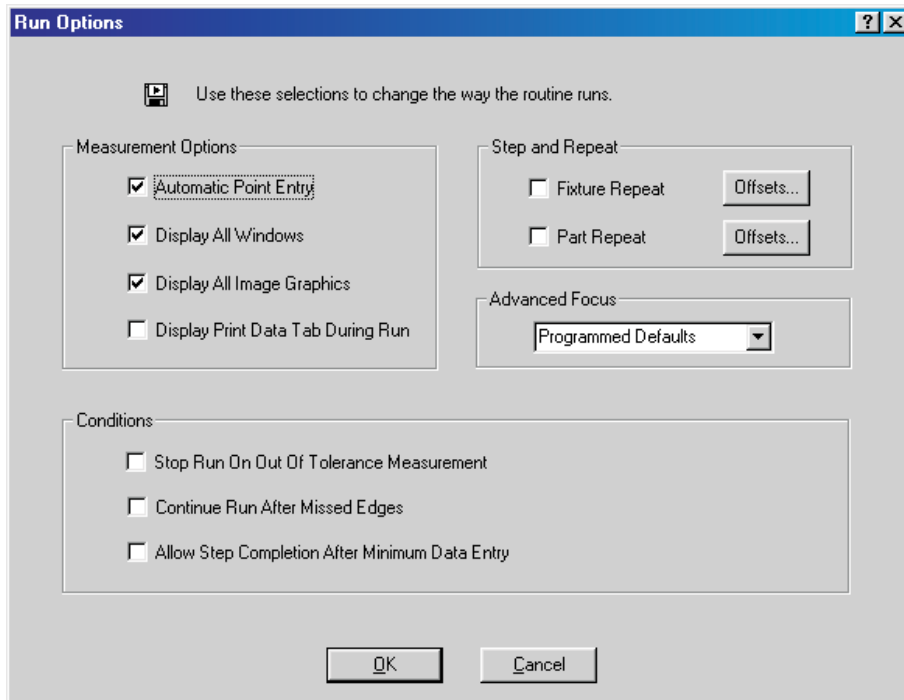 Run Options
Use these selections to change the way the routine runs.
Measurement Options
Automatic Point Entry
Display All Windows
Display All Image Graphics
Display Print Data Tab During Run
Step and Repeat
Fixture Repeat Offsets...
Part Repeat Offsets...
Advanced Focus
Programmed Defaults
Conditions
Stop Run On Out Of Tolerance Measurement
Continue Run After Missed Edges
Allow Step Completion After Minimum Data Entry
OK Cancel